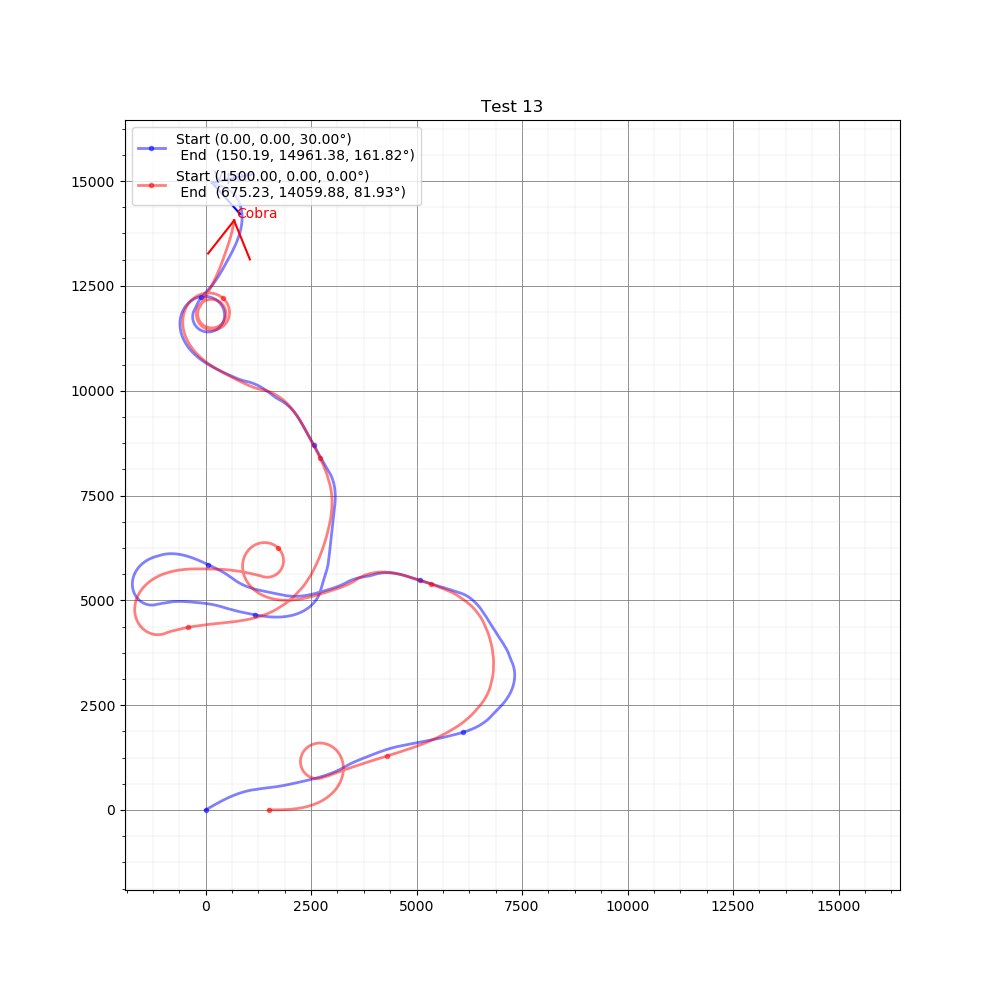 Test 13
Start (0.00, 0.00, 30.00°)
End (150.19, 14961.38, 161.82°)
Start (1500.00, 0.00, 0.00°)
End (675.23, 14059.88, 81.93°)
Cobra
15000
12500
10000
7500
5000
2500
0
0 2500 5000 7500 10000 12500 15000